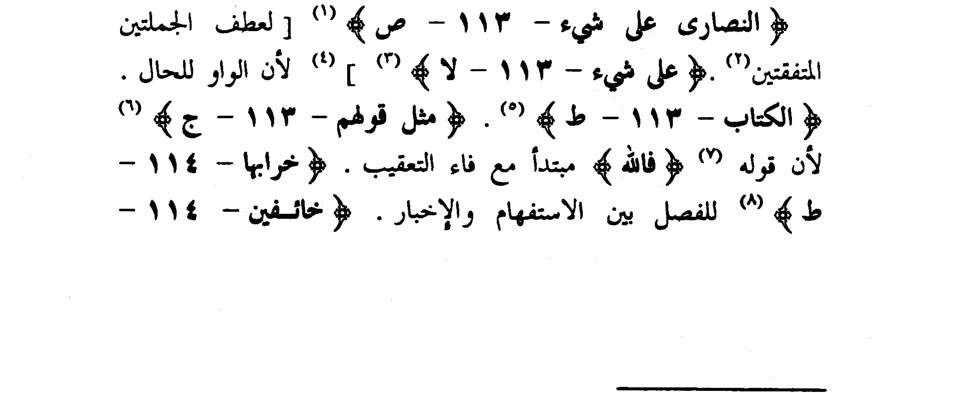 ﴿ النصارى على شيء – ١١٣ – ص ﴾ (١) [ لعطف الجملتين
المتفقتين (٢) . ﴿ على شيء – ١١٣ – لا ﴾ (٣) ] (٤) لأن الواو للحال .
﴿ الكتاب – ١١٣ – ط ﴾ (٥) . ﴿ مثل قولهم – ١١٣ – ج ﴾ (٦)
لأن قوله (٧) ﴿ فالله ﴾ مبتدأ مع فاء التعقيب . ﴿ خرابها – ١١٤ –
ط ﴾ (٨) للفصل بين الاستفهام والإخبار . ﴿ خائـفين – ١١٤ –